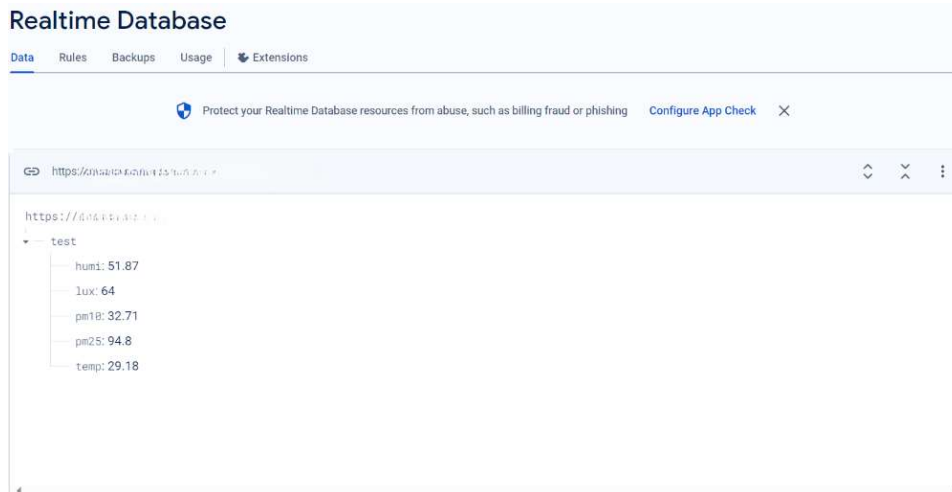 Realtime Database
Data Rules Backups Usage Extensions
Protect your Realtime Database resources from abuse, such as billing fraud or phishing Configure App Check
https://
https://
test
humi: 51.87
lux: 64
pm10: 32.71
pm25: 94.8
temp: 29.18